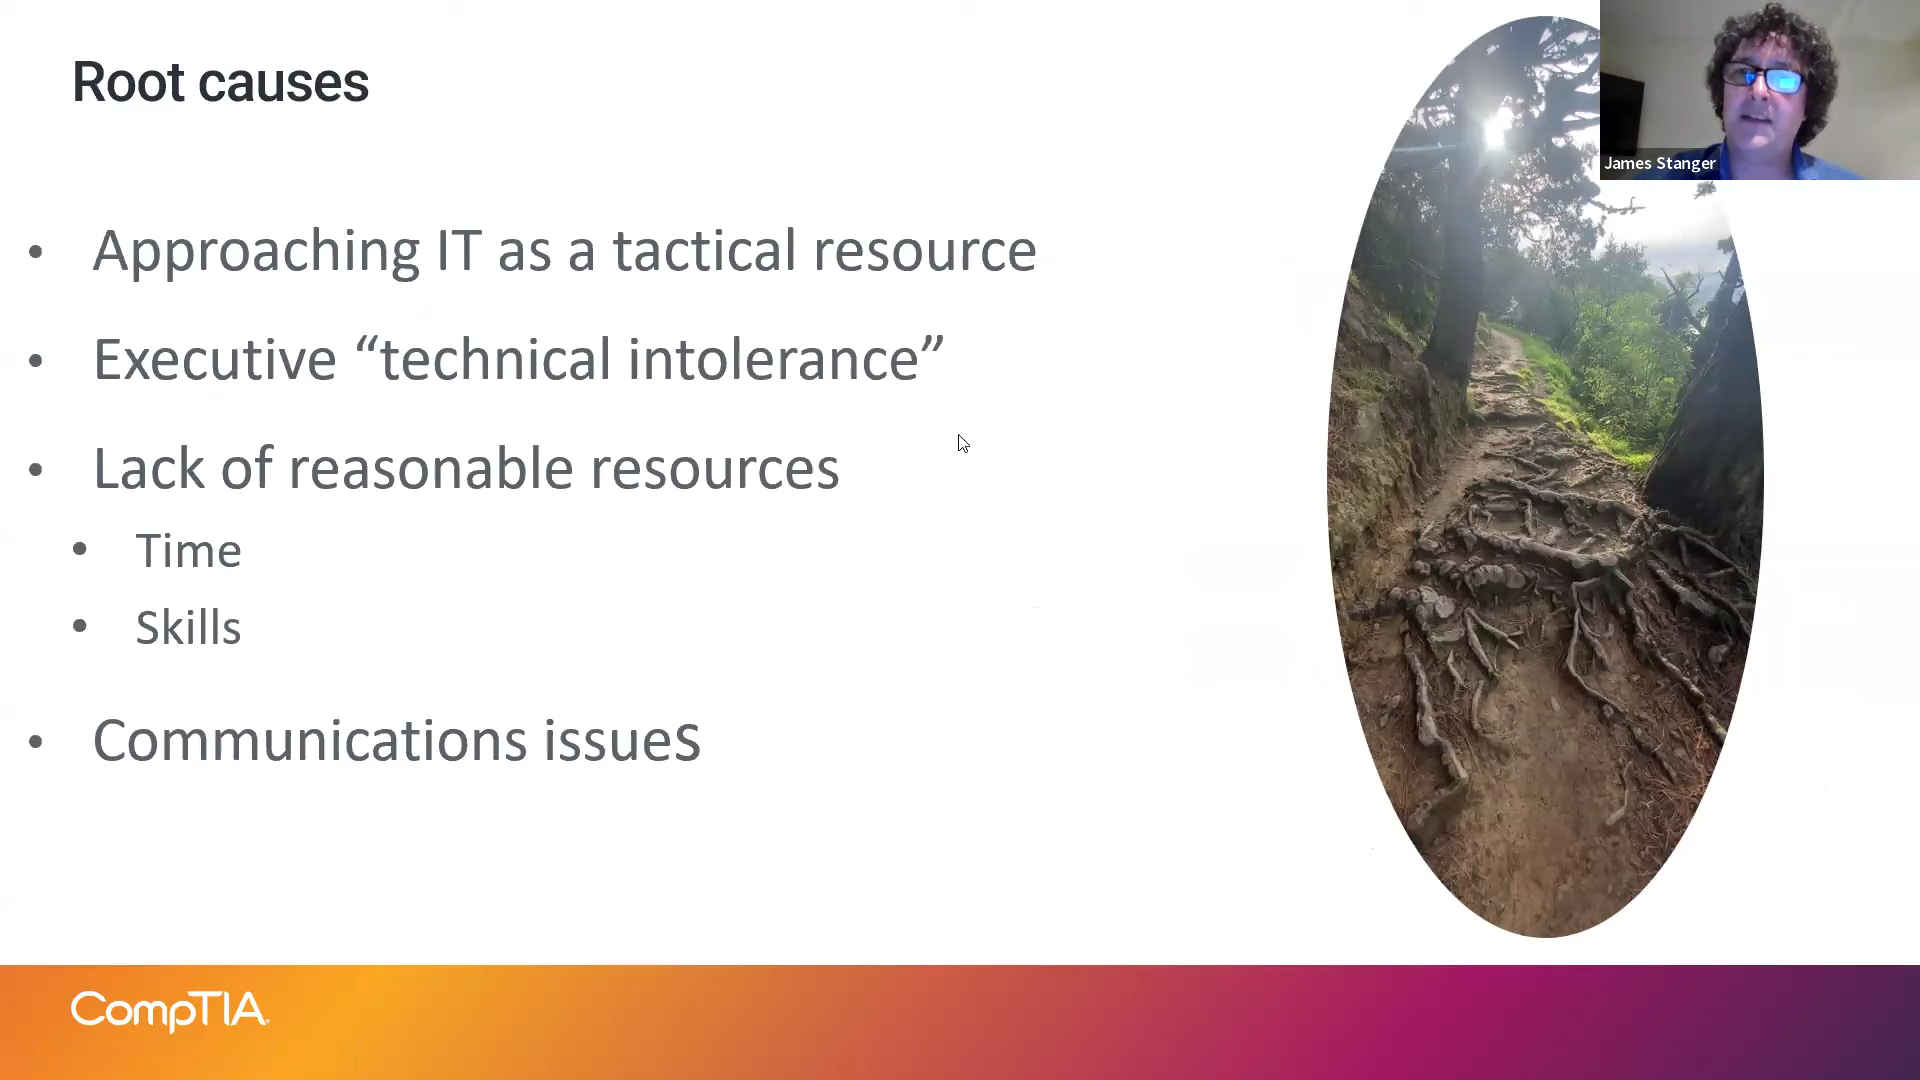 Root causes
James Stanger
• Approaching IT as a tactical resource
• Executive “technical intolerance”
• Lack of reasonable resources
• Time
• Skills
• Communications issues
CompTIA